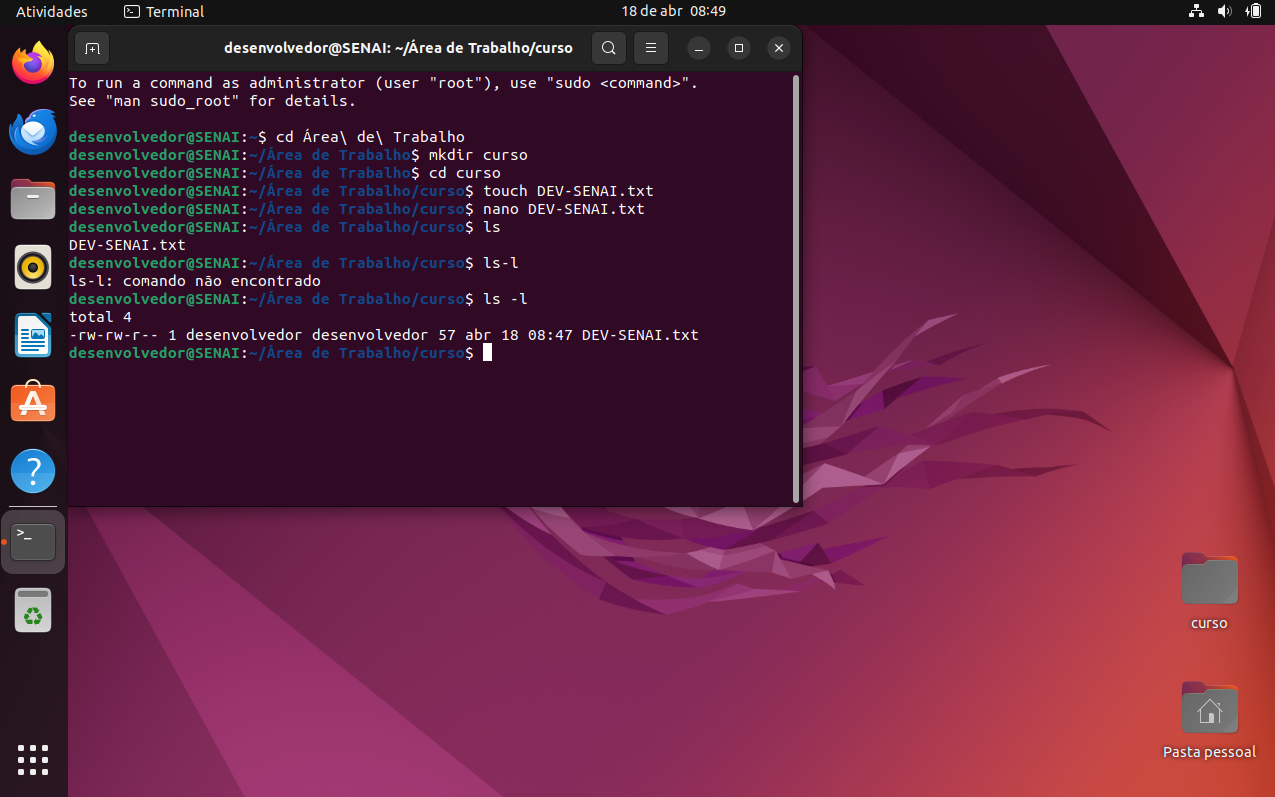 Atividades Terminal 18 de abr 08:49
desenvolvedor@SENAI: ~/Área de Trabalho/curso
To run a command as administrator (user "root"), use "sudo <command>".
See "man sudo_root" for details.
desenvolvedor@SENAI:~$ cd Área\ de\ Trabalho
desenvolvedor@SENAI:~/Área de Trabalho$ mkdir curso
desenvolvedor@SENAI:~/Área de Trabalho$ cd curso
desenvolvedor@SENAI:~/Área de Trabalho/curso$ touch DEV-SENAI.txt
desenvolvedor@SENAI:~/Área de Trabalho/curso$ nano DEV-SENAI.txt
desenvolvedor@SENAI:~/Área de Trabalho/curso$ ls
DEV-SENAI.txt
desenvolvedor@SENAI:~/Área de Trabalho/curso$ ls-l
ls-l: comando não encontrado
desenvolvedor@SENAI:~/Área de Trabalho/curso$ ls -l
total 4
-rw-rw-r-- 1 desenvolvedor desenvolvedor 57 abr 18 08:47 DEV-SENAI.txt
desenvolvedor@SENAI:~/Área de Trabalho/curso$
curso
Pasta pessoal